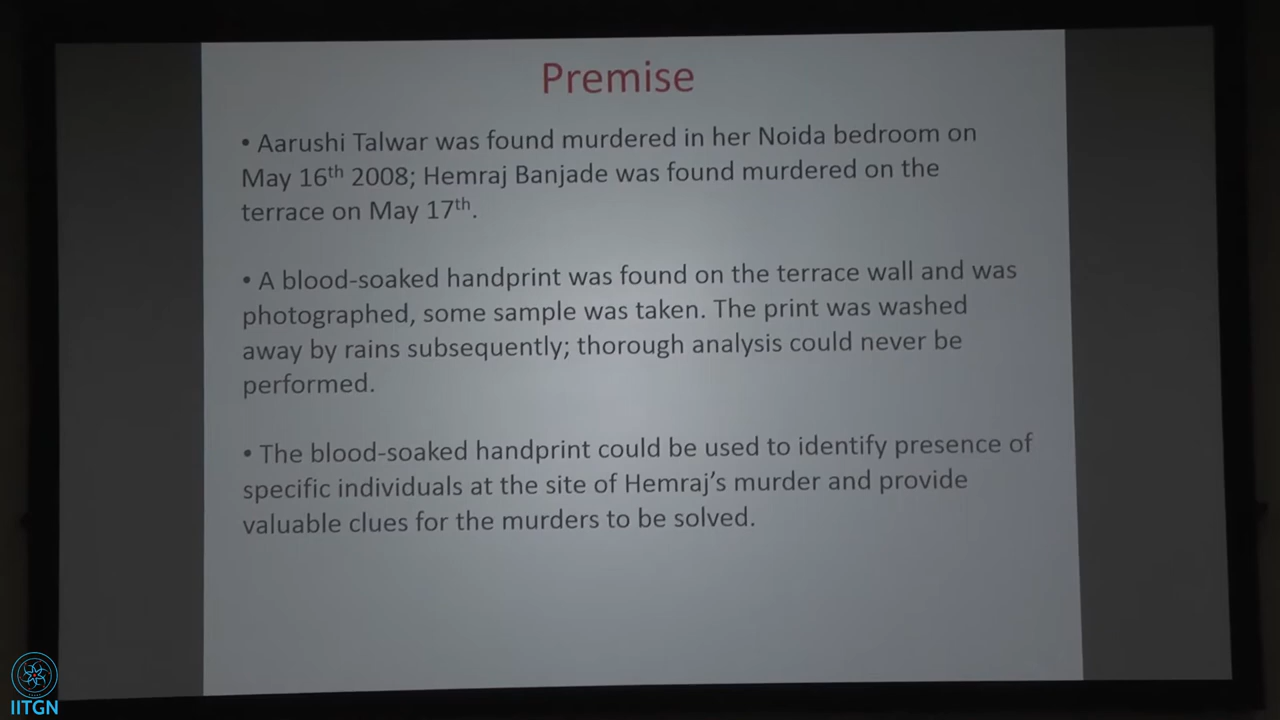 Premise
• Aarushi Talwar was found murdered in her Noida bedroom on
May 16th 2008; Hemraj Banjade was found murdered on the
terrace on May 17th.
• A blood-soaked handprint was found on the terrace wall and was
photographed, some sample was taken. The print was washed
away by rains subsequently; thorough analysis could never be
performed.
• The blood-soaked handprint could be used to identify presence of
specific individuals at the site of Hemraj's murder and provide
valuable clues for the murders to be solved.
IITGN